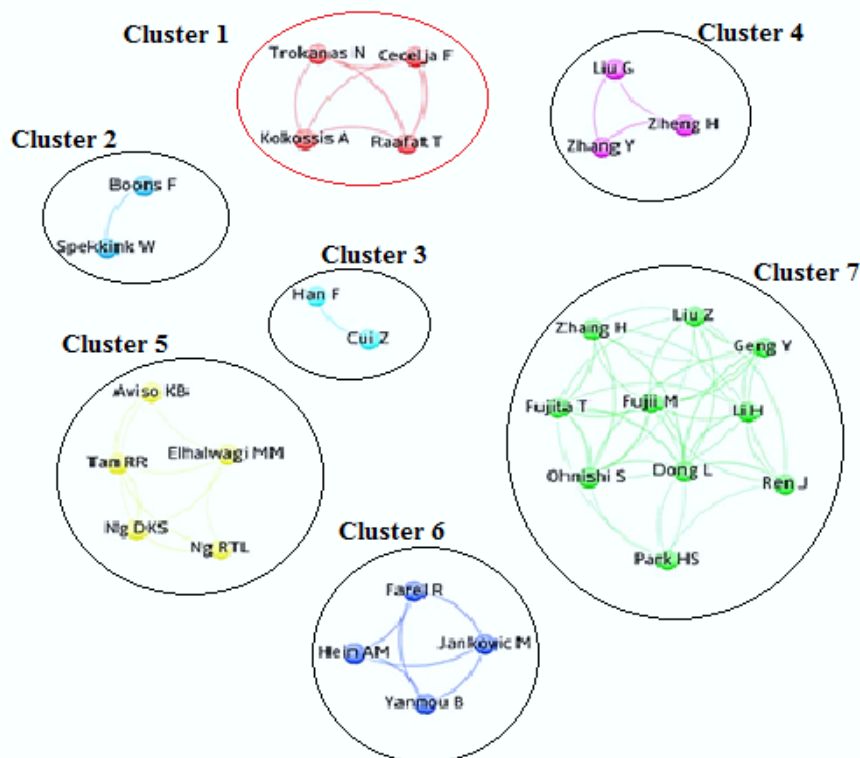 Cluster 1
Trokanas N
Cecelja F
Kolkossis A
Raafat T
Cluster 4
Liu G
Zheng H
Zhang Y
Cluster 2
Boons F
Spekkink W
Cluster 3
Han F
Cui Z
Cluster 7
Liu Z
Zhang H
Geng Y
Fujita T
Fujii M
Li H
Ohnishi S
Dong L
Ren J
Park HS
Cluster 5
Aviso KB
Elhalwagi MM
Tan RR
Ng DKS
Ng RTL
Cluster 6
Farel R
Jankovic M
Hein AM
Yannou B